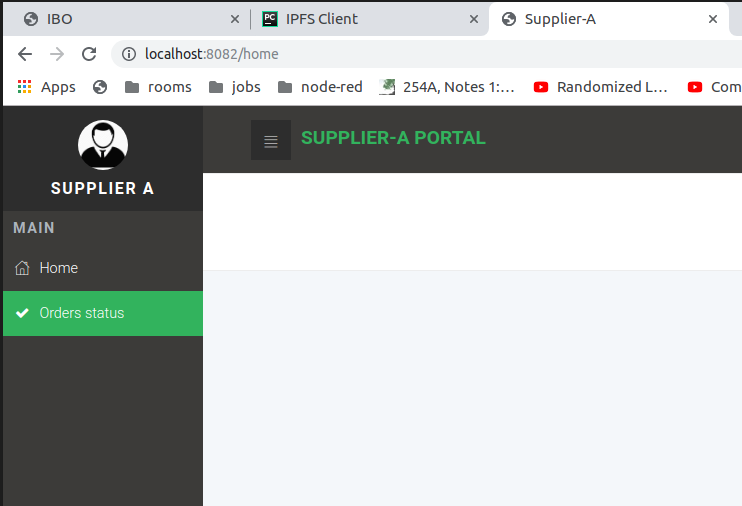 IBO IPFS Client Supplier-A
localhost:8082/home
Apps rooms jobs node-red 254A, Notes 1:... Randomized L... Com
SUPPLIER-A PORTAL
SUPPLIER A
MAIN
Home
Orders status